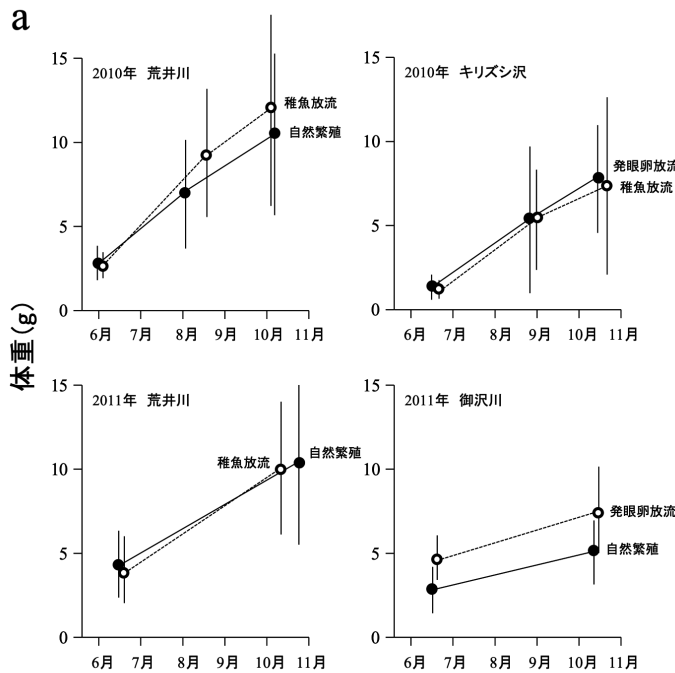 a
体重(g)
2010年 荒井川
15
10
5
0
6月 7月 8月 9月 10月 11月
稚魚放流
自然繁殖
2010年 キリズシ沢
15
10
5
0
6月 7月 8月 9月 10月 11月
発眼卵放流
稚魚放流
2011年 荒井川
15
10
5
0
6月 7月 8月 9月 10月 11月
稚魚放流
自然繁殖
2011年 御沢川
15
10
5
0
6月 7月 8月 9月 10月 11月
発眼卵放流
自然繁殖